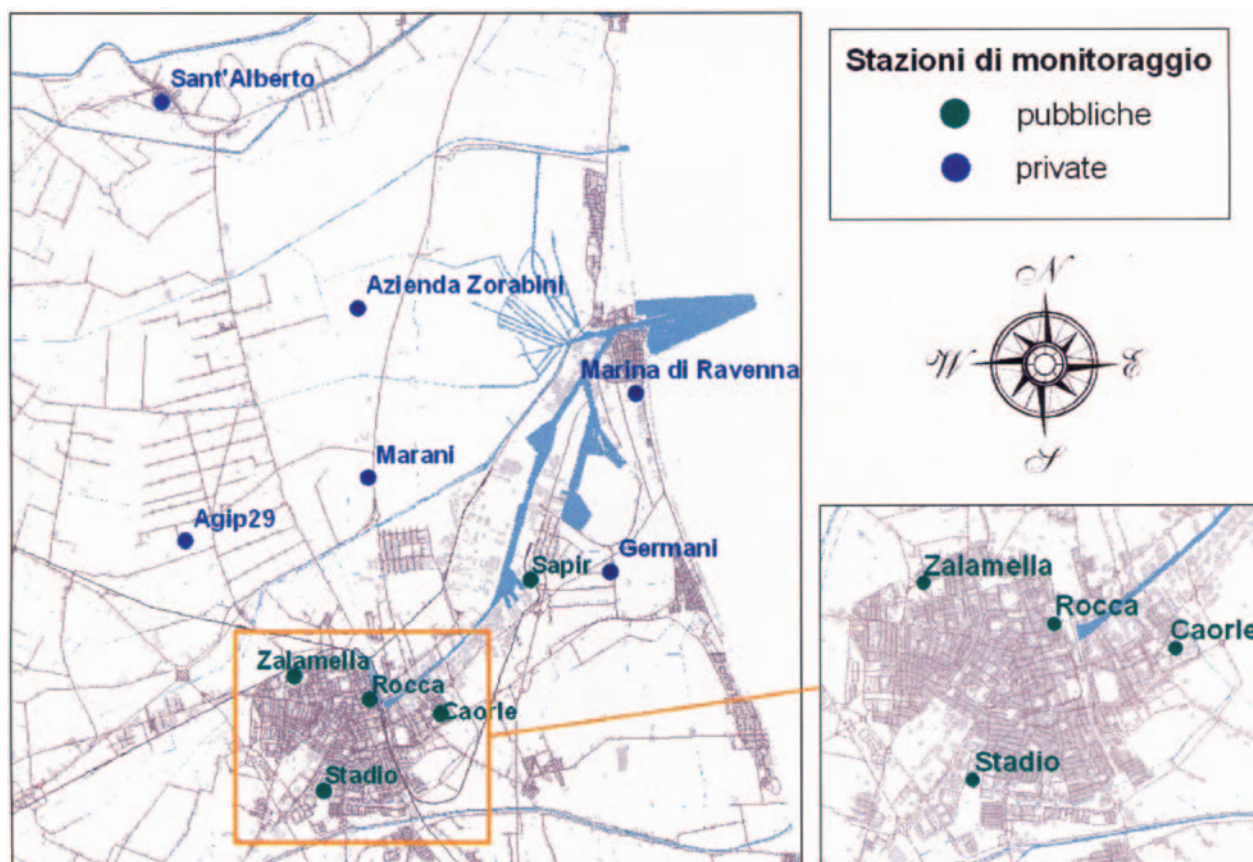 Sant'Alberto
Azienda Zorabini
Marina di Ravenna
Marani
Agip29
Germani
Sapir
Zalamella
Rocca
Caorle
Stadio
Stazioni di monitoraggio
pubbliche
private
N
W
E
S
Zalamella
Rocca
Caorle
Stadio